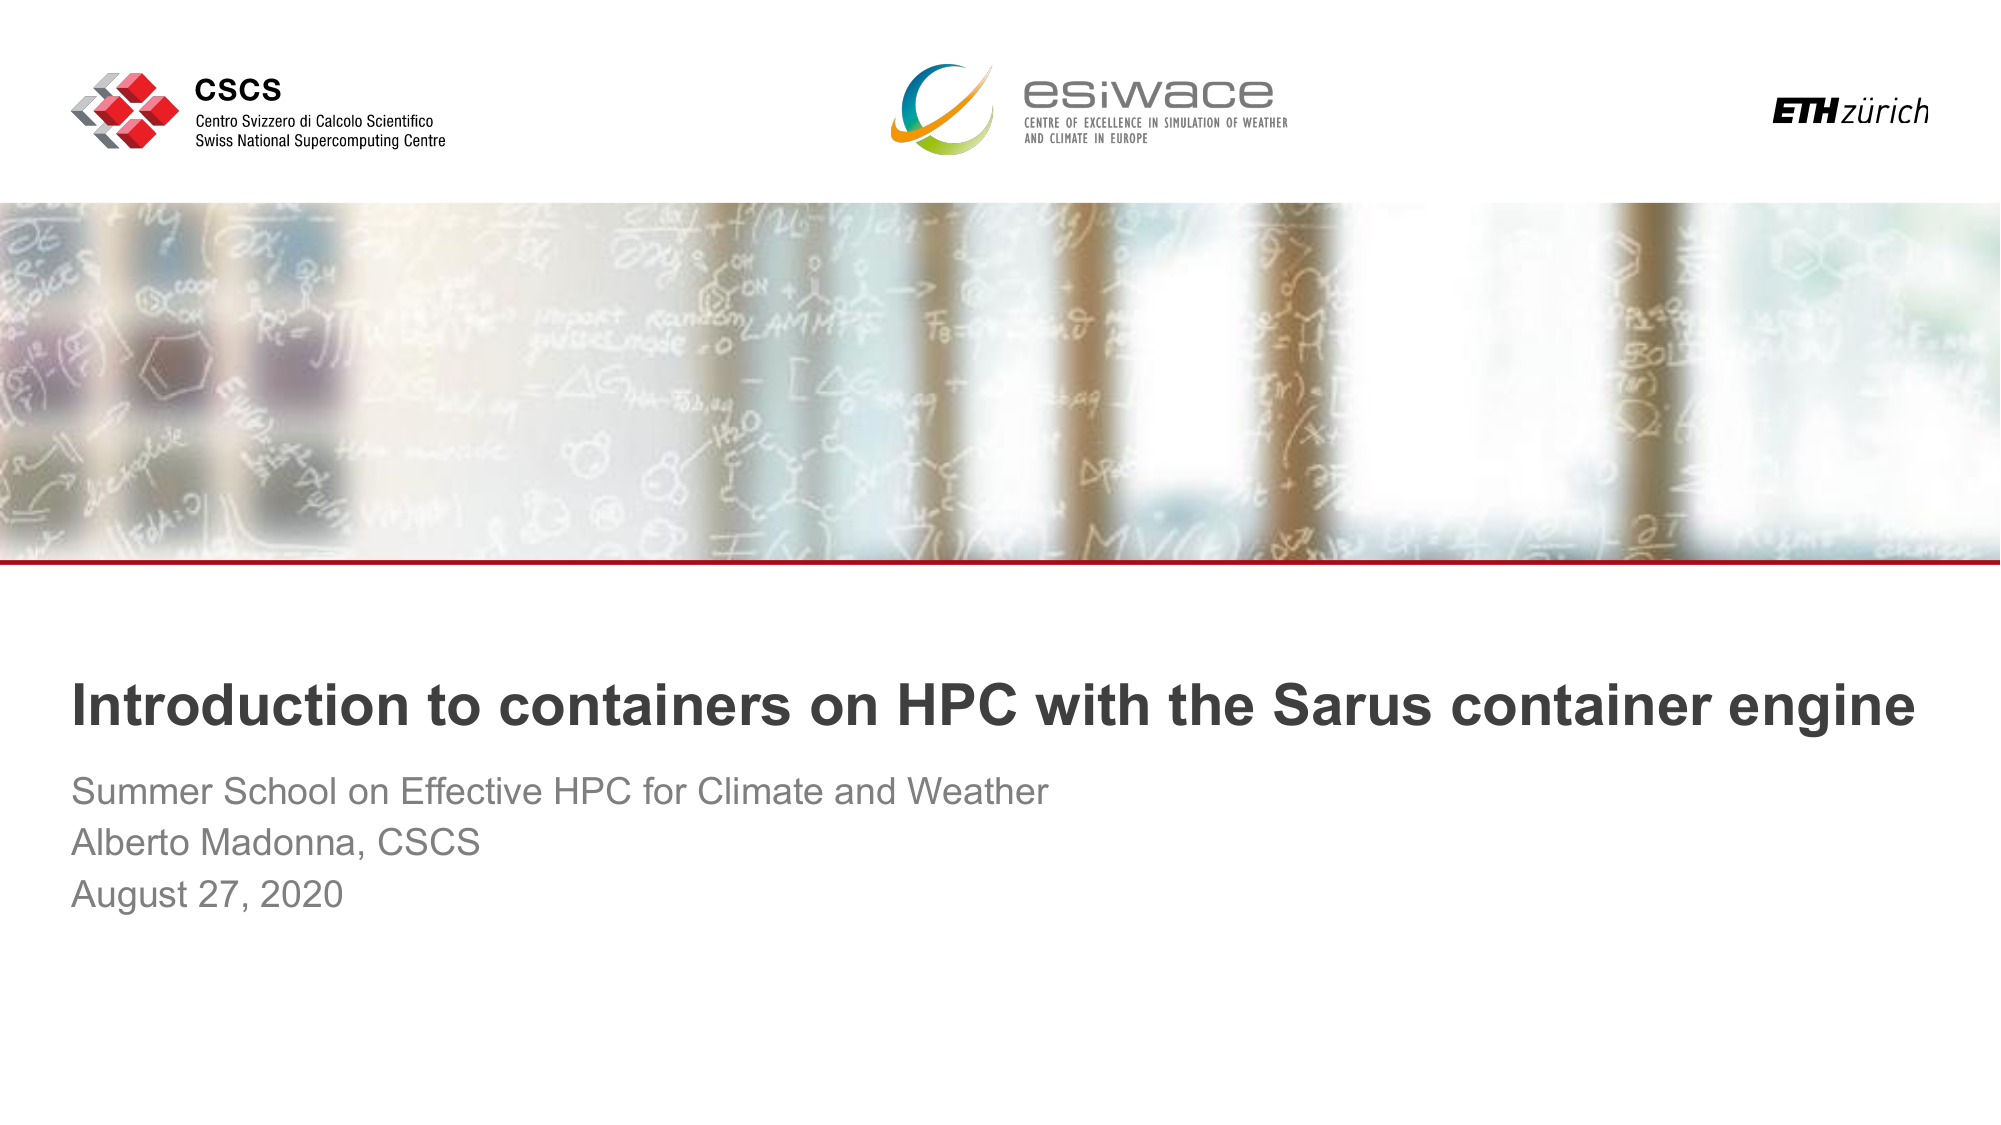 CSCS
Centro Svizzero di Calcolo Scientifico
Swiss National Supercomputing Centre
esiwace
CENTRE OF EXCELLENCE IN SIMULATION OF WEATHER
AND CLIMATE IN EUROPE
ETH zürich
Introduction to containers on HPC with the Sarus container engine
Summer School on Effective HPC for Climate and Weather
Alberto Madonna, CSCS
August 27, 2020